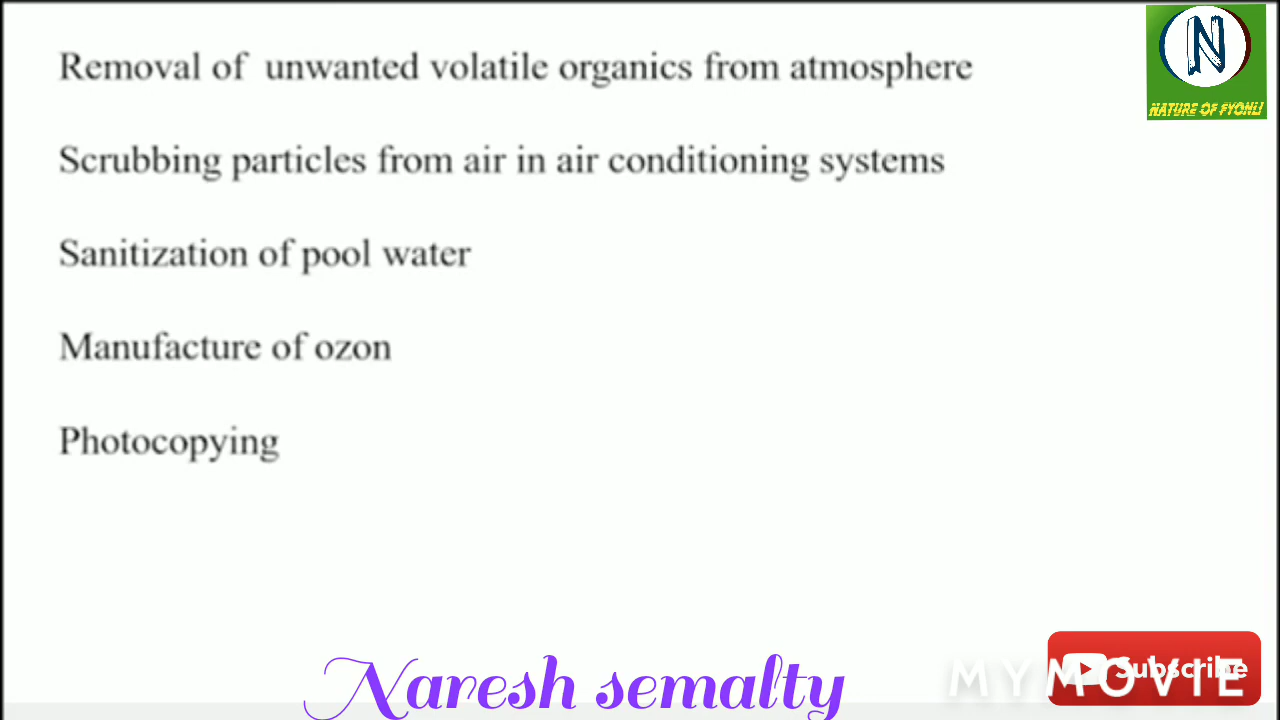 Removal of unwanted volatile organics from atmosphere
N
NATURE OF FYONLI
Scrubbing particles from air in air conditioning systems
Sanitization of pool water
Manufacture of ozon
Photocopying
Naresh semalty
MYMOVIE
Subscribe